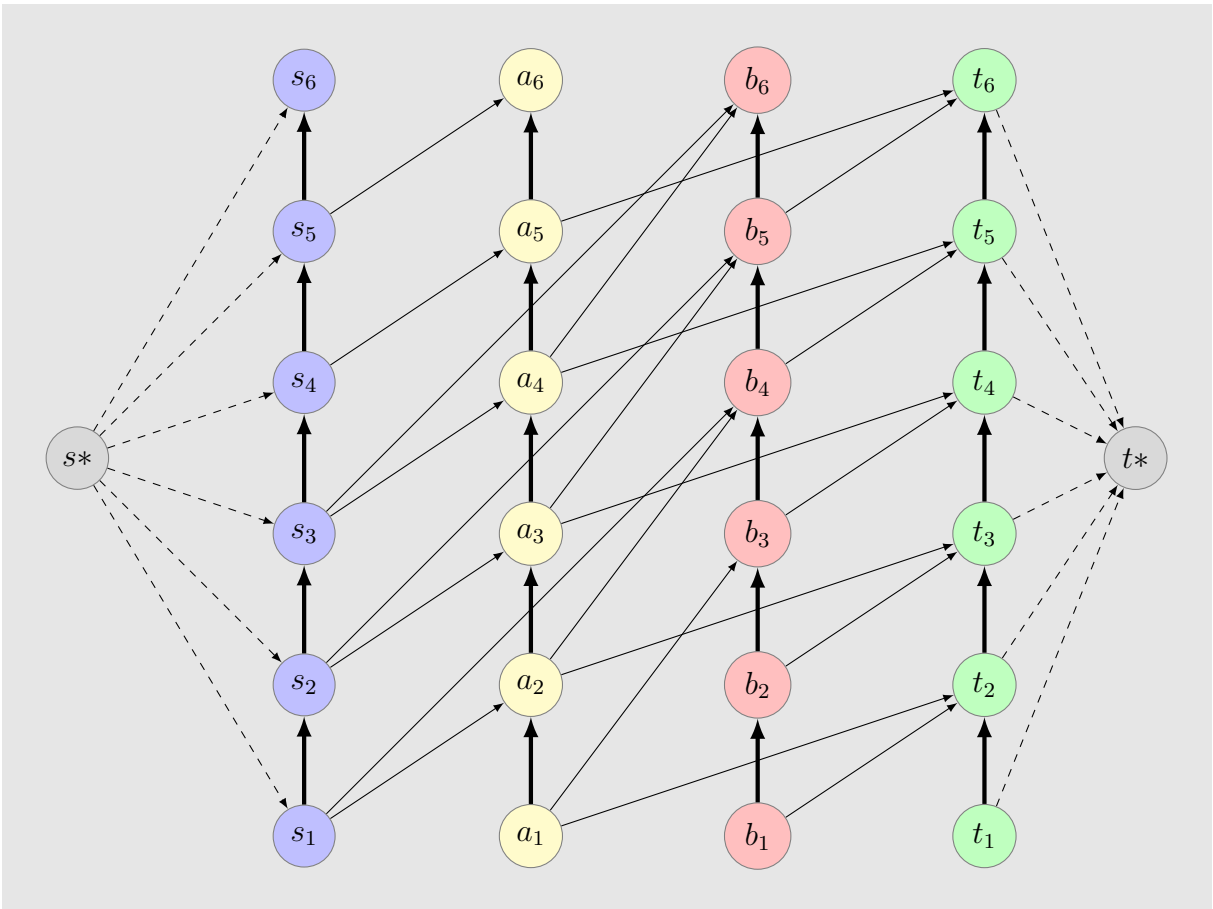 s₆ a₆ b₆ t₆
s₅ a₅ b₅ t₅
s₄ a₄ b₄ t₄
s* t*
s₃ a₃ b₃ t₃
s₂ a₂ b₂ t₂
s₁ a₁ b₁ t₁